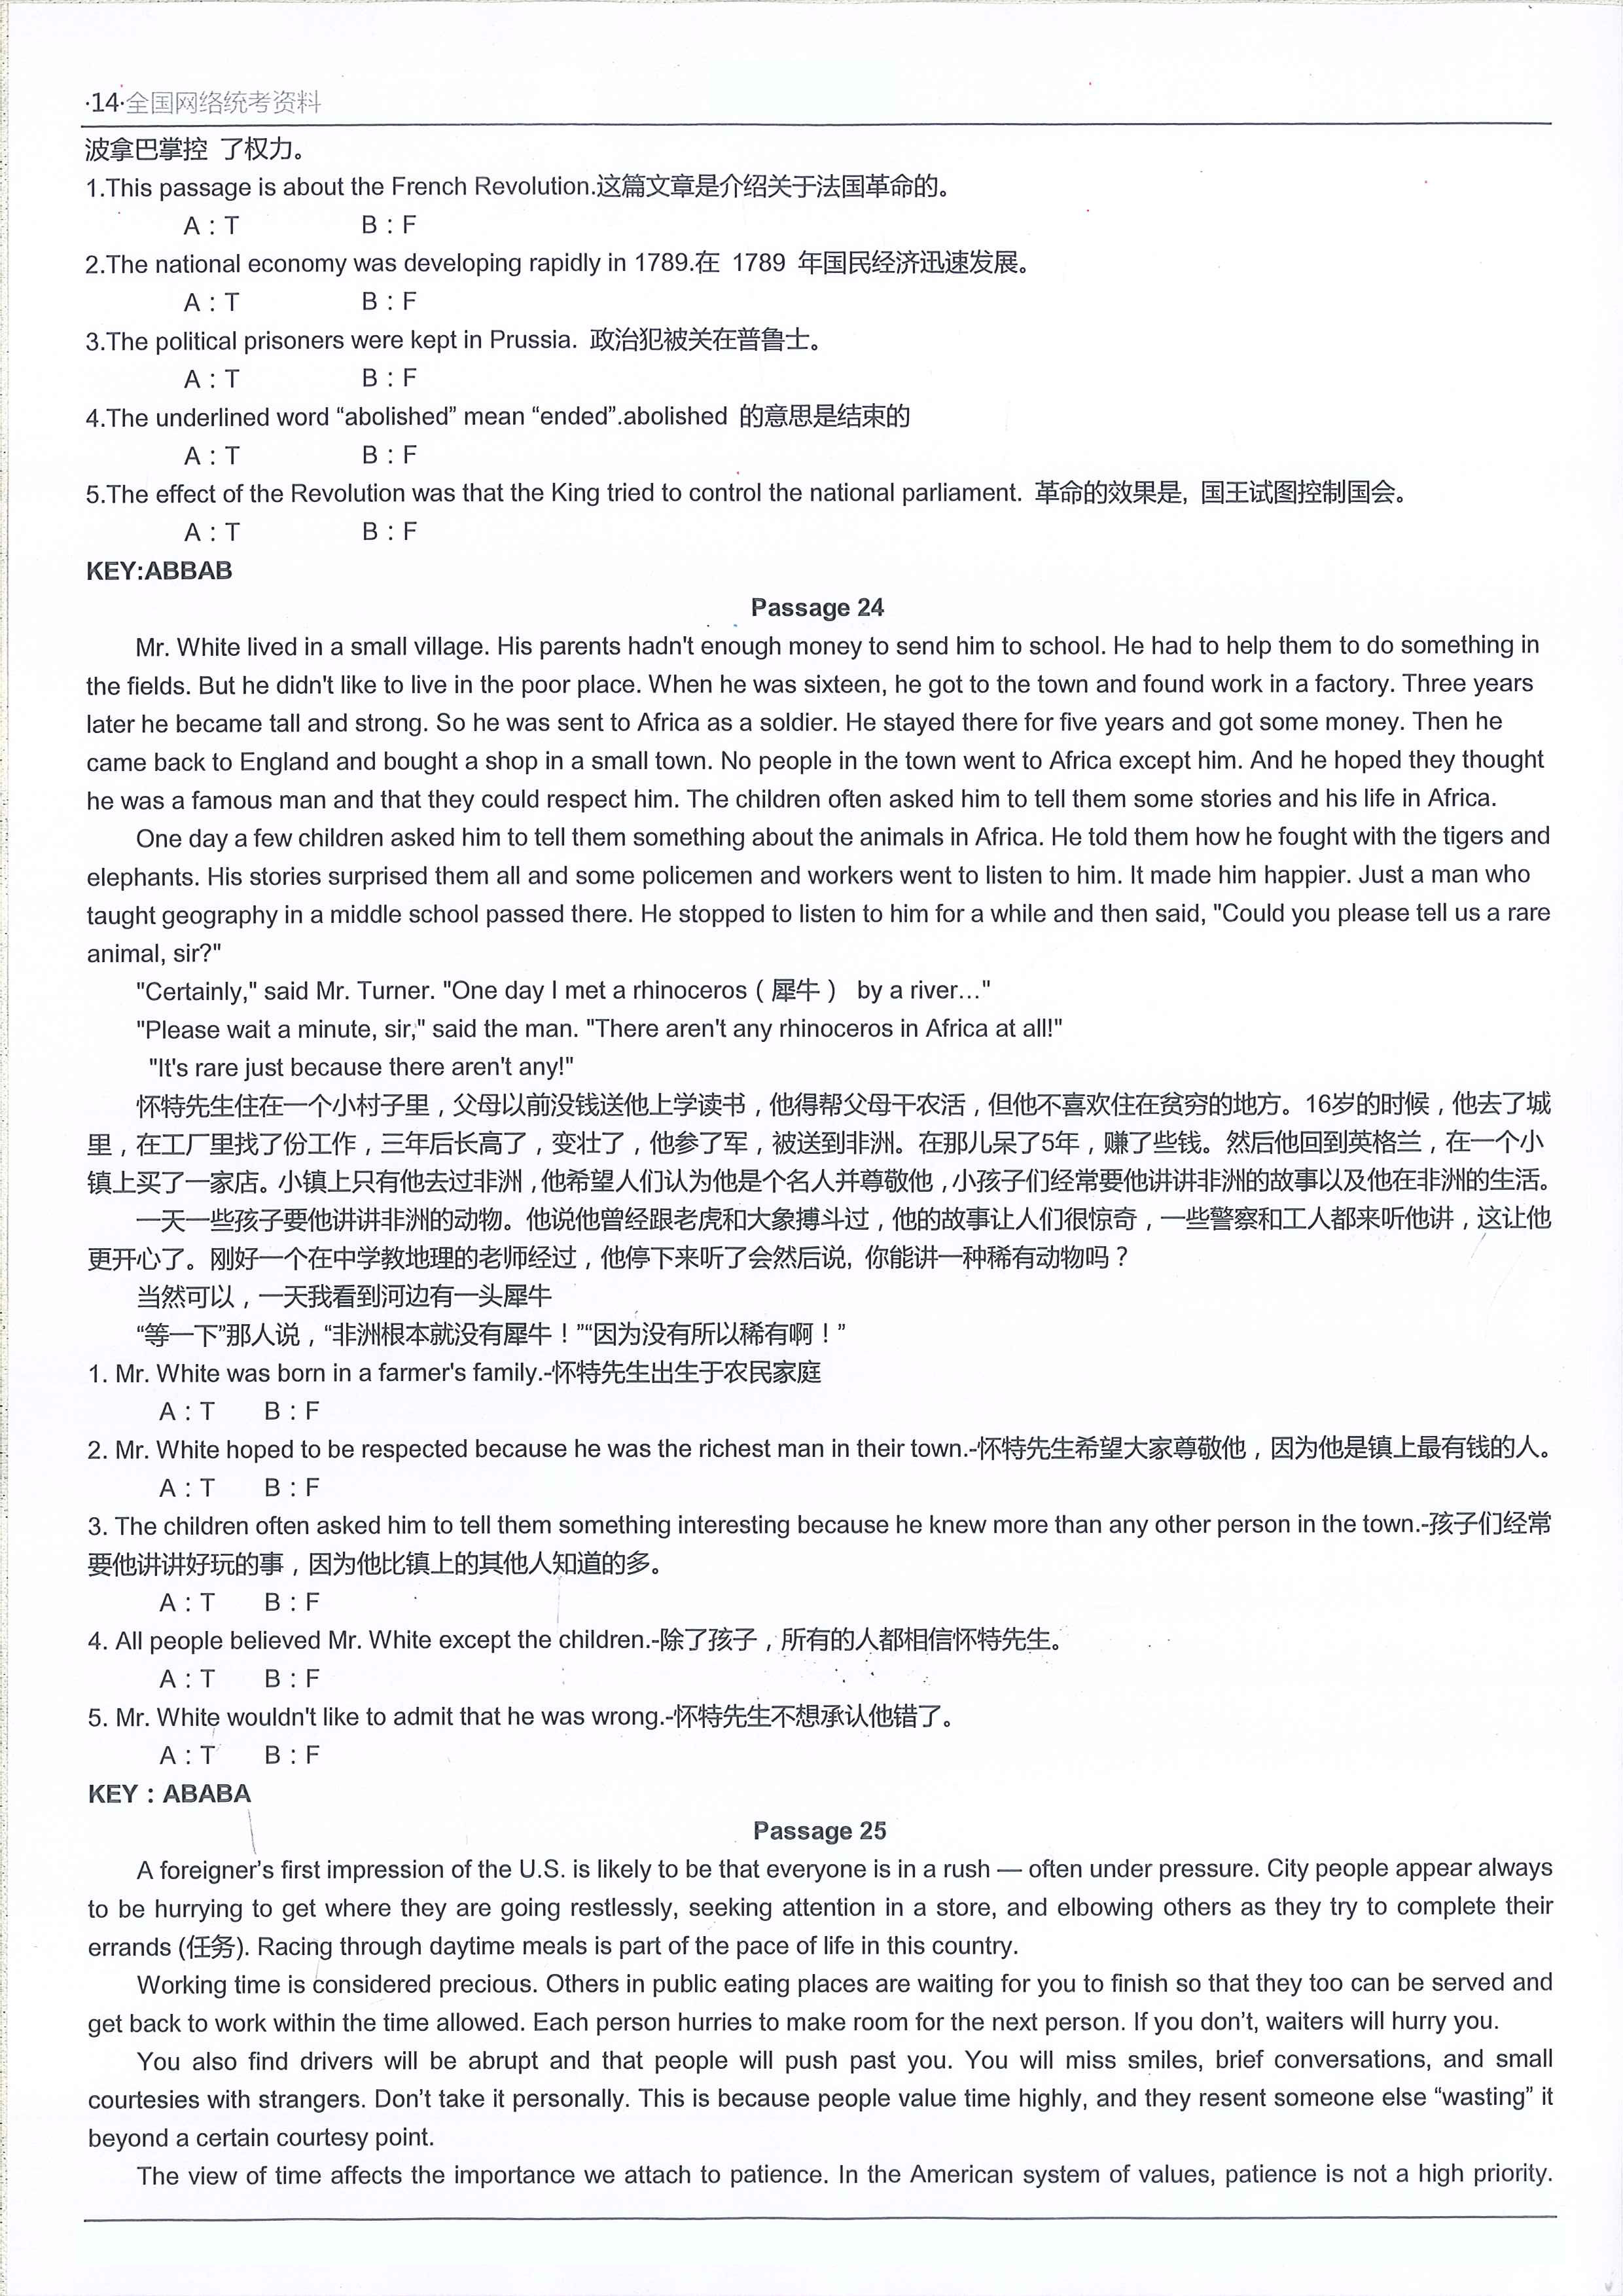 ·14·全国网络统考资料
波拿巴掌控 了权力。
1.This passage is about the French Revolution.这篇文章是介绍关于法国革命的。
A : T B : F
2.The national economy was developing rapidly in 1789.在 1789 年国民经济迅速发展。
A : T B : F
3.The political prisoners were kept in Prussia. 政治犯被关在普鲁士。
A : T B : F
4.The underlined word “abolished” mean “ended”.abolished 的意思是结束的
A : T B : F
5.The effect of the Revolution was that the King tried to control the national parliament. 革命的效果是, 国王试图控制国会。
A : T B : F
KEY:ABBAB
Passage 24
Mr. White lived in a small village. His parents hadn't enough money to send him to school. He had to help them to do something in
the fields. But he didn't like to live in the poor place. When he was sixteen, he got to the town and found work in a factory. Three years
later he became tall and strong. So he was sent to Africa as a soldier. He stayed there for five years and got some money. Then he
came back to England and bought a shop in a small town. No people in the town went to Africa except him. And he hoped they thought
he was a famous man and that they could respect him. The children often asked him to tell them some stories and his life in Africa.
One day a few children asked him to tell them something about the animals in Africa. He told them how he fought with the tigers and
elephants. His stories surprised them all and some policemen and workers went to listen to him. It made him happier. Just a man who
taught geography in a middle school passed there. He stopped to listen to him for a while and then said, "Could you please tell us a rare
animal, sir?"
"Certainly," said Mr. Turner. "One day I met a rhinoceros ( 犀牛 ) by a river..."
"Please wait a minute, sir," said the man. "There aren't any rhinoceros in Africa at all!"
"It's rare just because there aren't any!"
怀特先生住在一个小村子里，父母以前没钱送他上学读书，他得帮父母干农活，但他不喜欢住在贫穷的地方。16岁的时候，他去了城
里，在工厂里找了份工作，三年后长高了，变壮了，他参了军，被送到非洲。在那儿呆了5年，赚了些钱。然后他回到英格兰，在一个小
镇上买了一家店。小镇上只有他去过非洲，他希望人们认为他是个名人并尊敬他，小孩子们经常要他讲讲非洲的故事以及他在非洲的生活。
一天一些孩子要他讲讲非洲的动物。他说他曾经跟老虎和大象搏斗过，他的故事让人们很惊奇，一些警察和工人都来听他讲，这让他
更开心了。刚好一个在中学教地理的老师经过，他停下来听了会然后说, 你能讲一种稀有动物吗？
当然可以，一天我看到河边有一头犀牛
“等一下”那人说，“非洲根本就没有犀牛！”“因为没有所以稀有啊！”
1. Mr. White was born in a farmer's family.-怀特先生出生于农民家庭
A : T B : F
2. Mr. White hoped to be respected because he was the richest man in their town.-怀特先生希望大家尊敬他，因为他是镇上最有钱的人。
A : T B : F
3. The children often asked him to tell them something interesting because he knew more than any other person in the town.-孩子们经常
要他讲讲好玩的事，因为他比镇上的其他人知道的多。
A : T B : F
4. All people believed Mr. White except the children.-除了孩子，所有的人都相信怀特先生。
A : T B : F
5. Mr. White wouldn't like to admit that he was wrong.-怀特先生不想承认他错了。
A : T B : F
KEY : ABABA
Passage 25
A foreigner’s first impression of the U.S. is likely to be that everyone is in a rush — often under pressure. City people appear always
to be hurrying to get where they are going restlessly, seeking attention in a store, and elbowing others as they try to complete their
errands (任务). Racing through daytime meals is part of the pace of life in this country.
Working time is considered precious. Others in public eating places are waiting for you to finish so that they too can be served and
get back to work within the time allowed. Each person hurries to make room for the next person. If you don’t, waiters will hurry you.
You also find drivers will be abrupt and that people will push past you. You will miss smiles, brief conversations, and small
courtesies with strangers. Don’t take it personally. This is because people value time highly, and they resent someone else “wasting” it
beyond a certain courtesy point.
The view of time affects the importance we attach to patience. In the American system of values, patience is not a high priority.